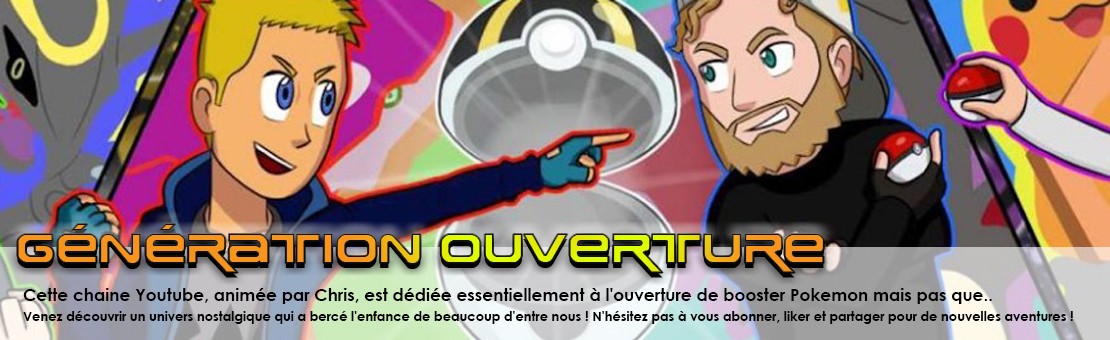 GÉNÉRATION OUVERTURE
Cette chaine Youtube, animée par Chris, est dédiée essentiellement à l'ouverture de booster Pokemon mais pas que..
Venez découvrir un univers nostalgique qui a bercé l'enfance de beaucoup d'entre nous ! N'hésitez pas à vous abonner, liker et partager pour de nouvelles aventures !